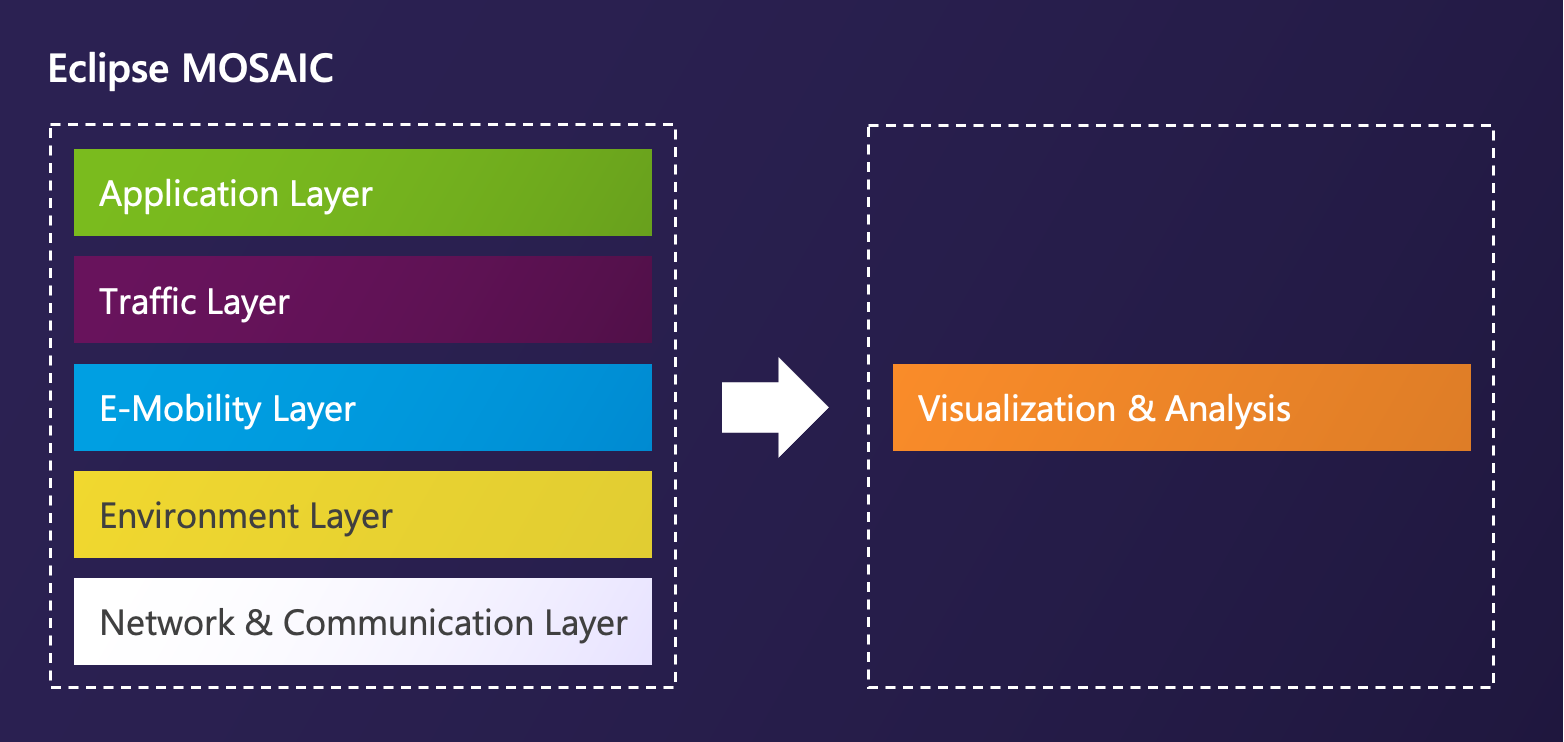 Eclipse MOSAIC
Application Layer
Traffic Layer
E-Mobility Layer
Environment Layer
Network & Communication Layer
Visualization & Analysis